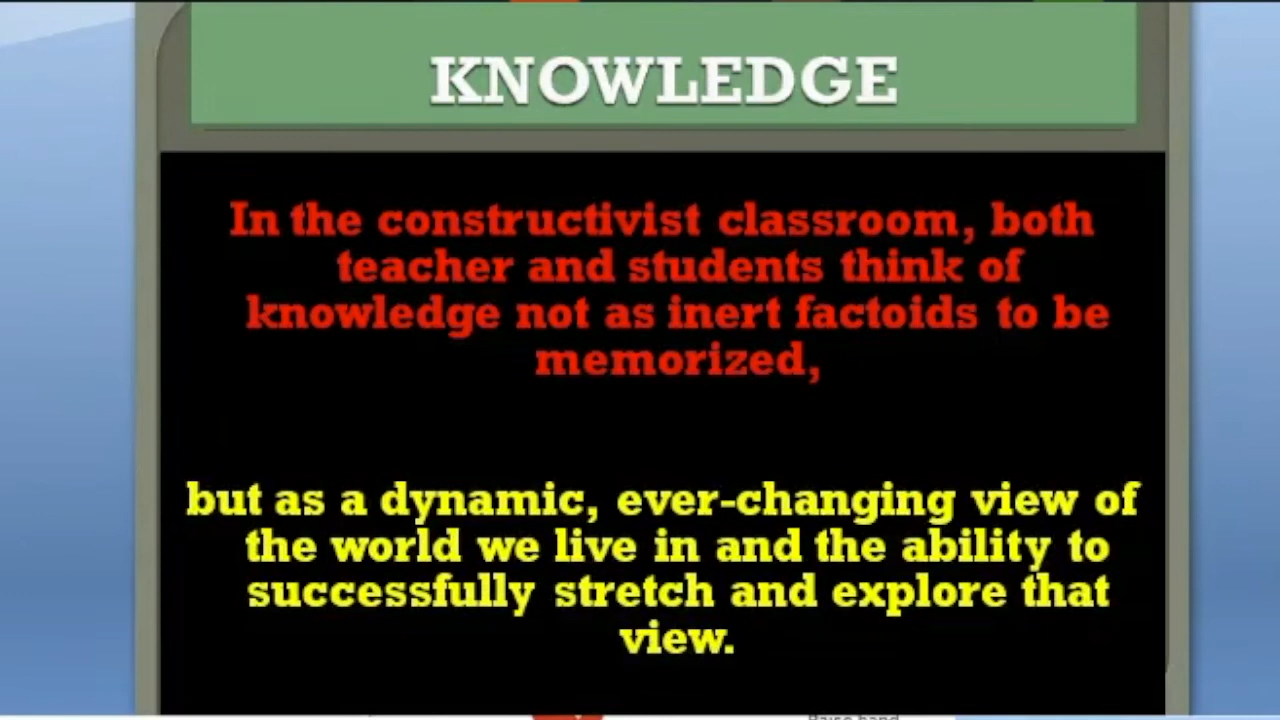 KNOWLEDGE
In the constructivist classroom, both
teacher and students think of
knowledge not as inert factoids to be
memorized,
but as a dynamic, ever-changing view of
the world we live in and the ability to
successfully stretch and explore that
view.